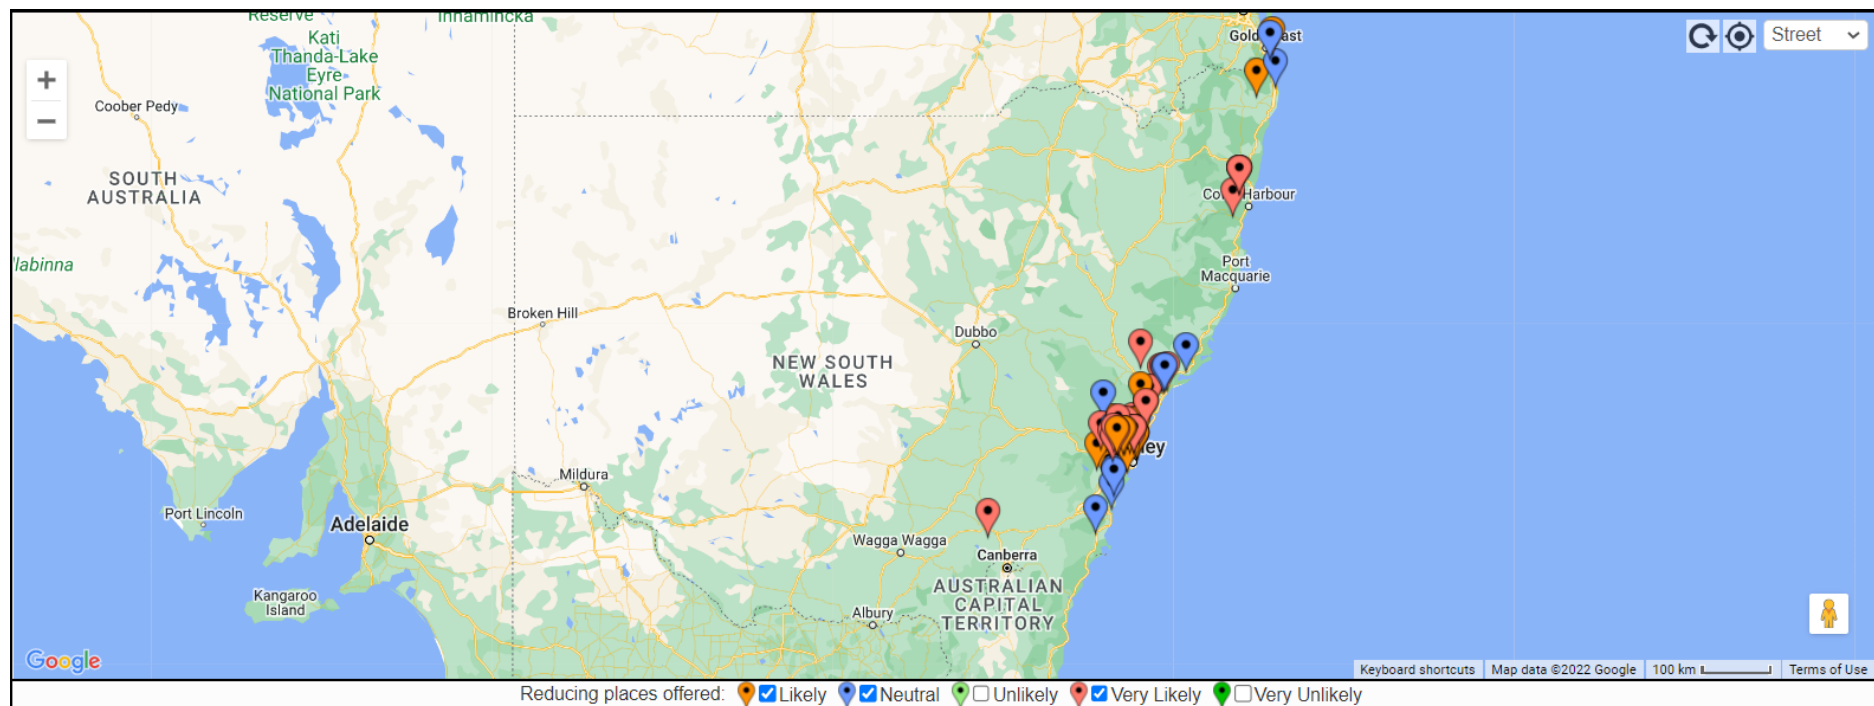 Reserve
Innamincka
Kati
Thanda-Lake
Eyre
National Park
Coober Pedy
SOUTH
AUSTRALIA
Gold
ast
Street
Harbour
Port
Macquarie
Broken Hill
Dubbo
NEW SOUTH
WALES
ney
Mildura
Port Lincoln
Adelaide
Wagga Wagga
Canberra
AUSTRALIAN
CAPITAL
TERRITORY
Kangaroo
Island
Albury
Google
Keyboard shortcuts Map data ©2022 Google 100 km Terms of Use
Reducing places offered: Likely Neutral Unlikely Very Likely Very Unlikely